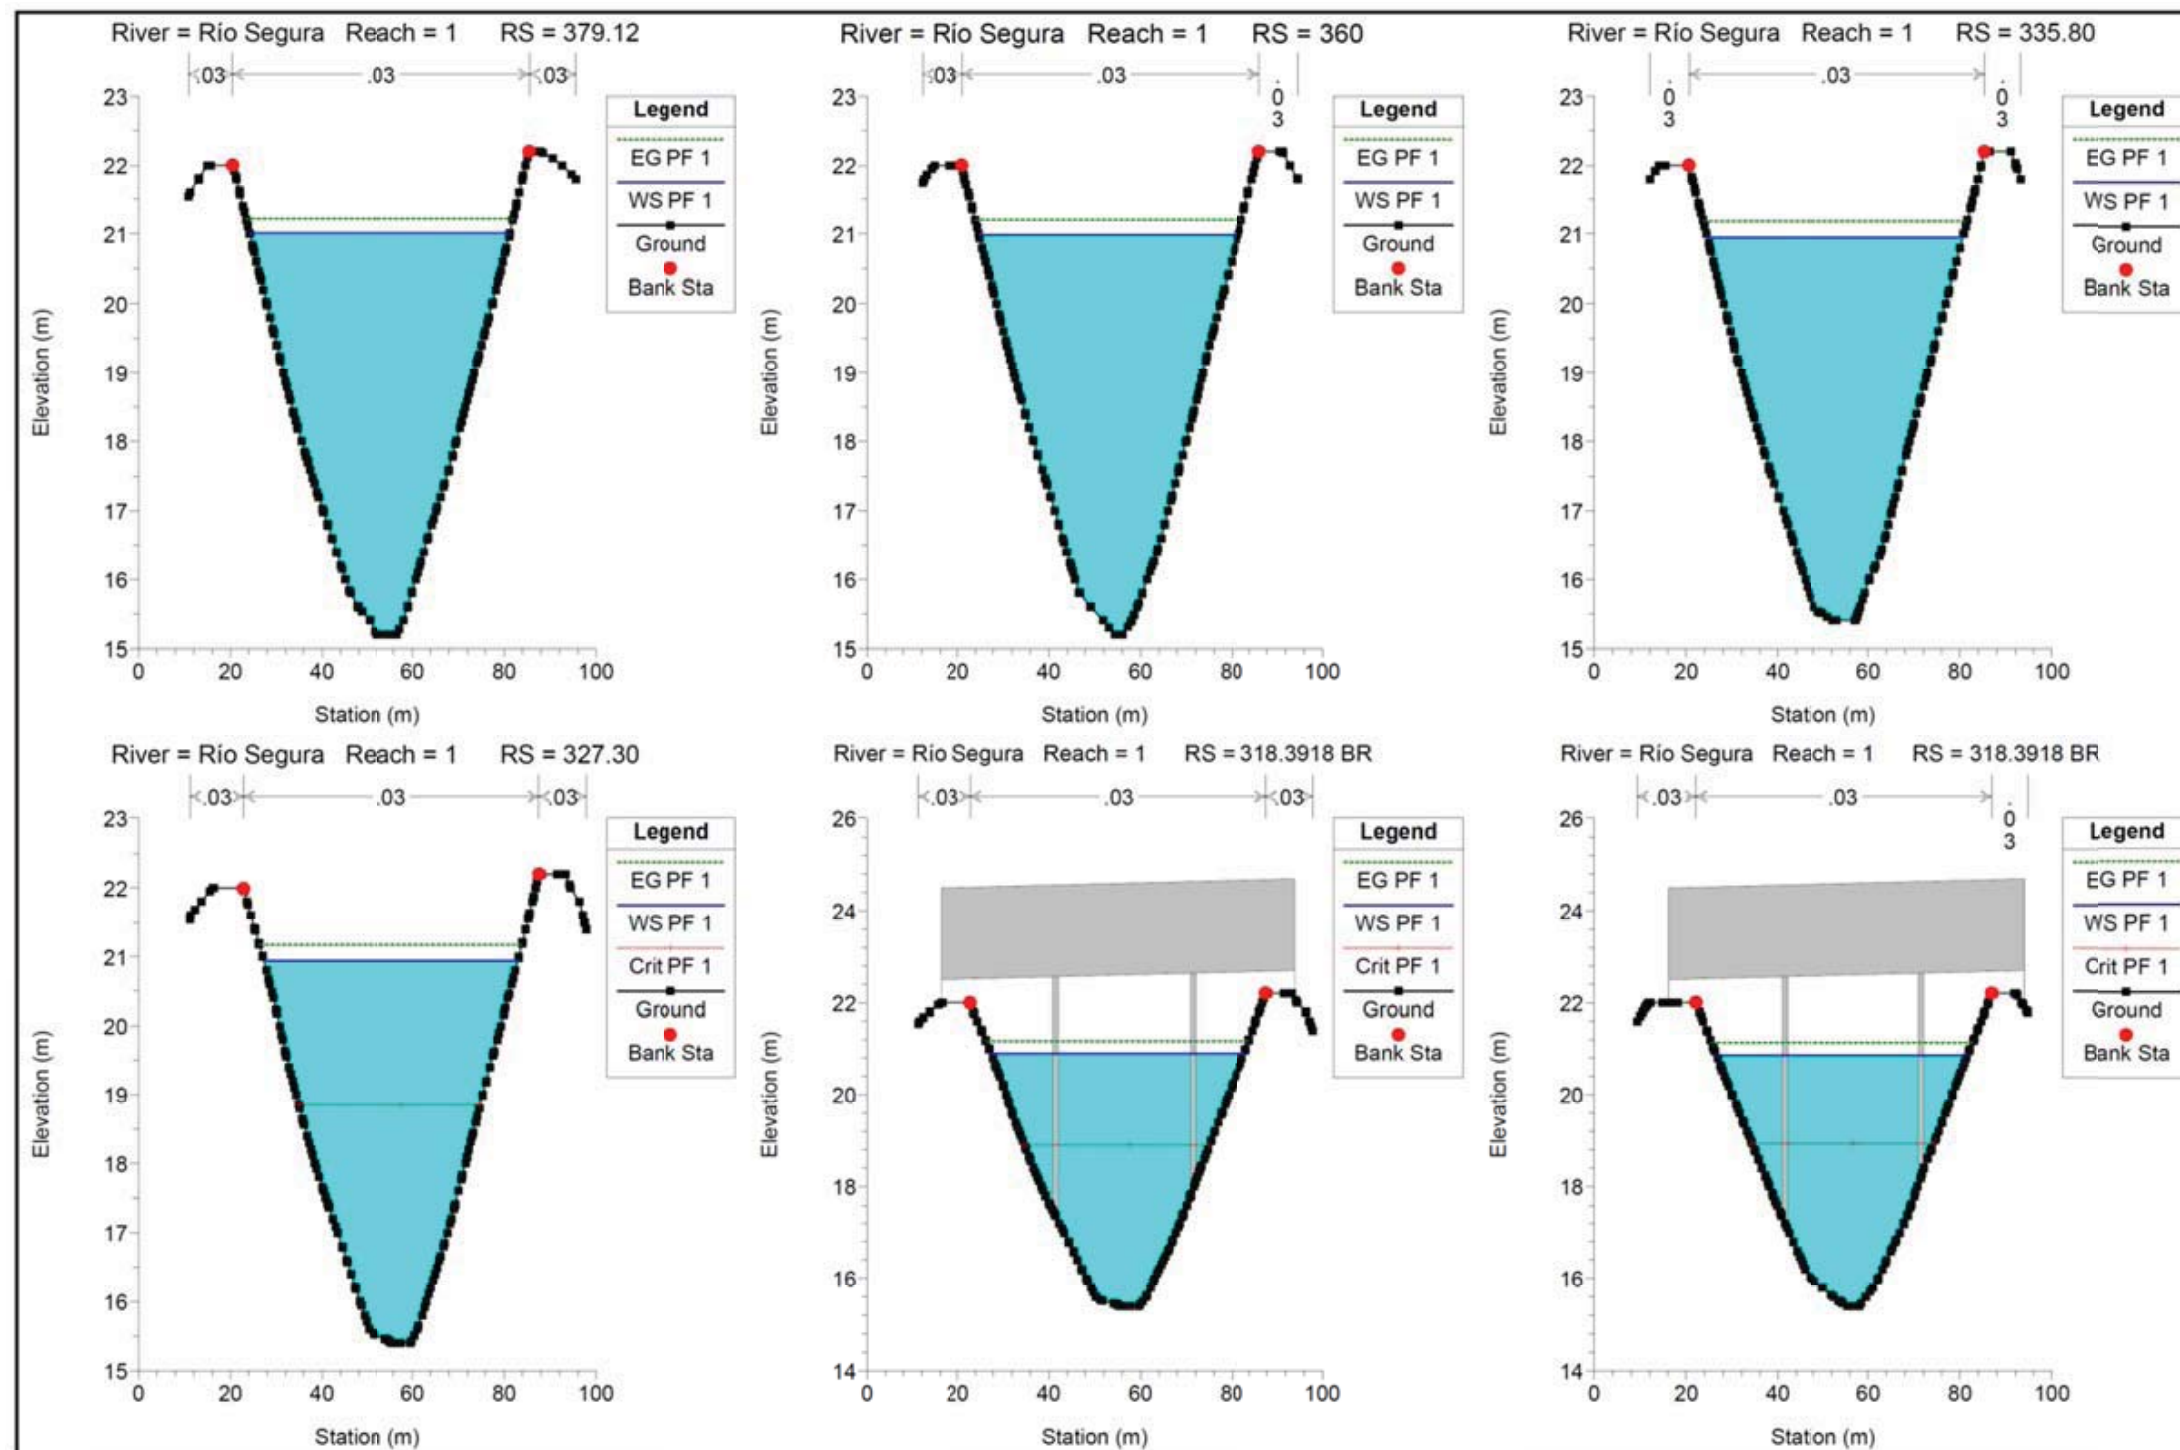 River = Río Segura Reach = 1 RS = 379.12
.03 .03 .03
Legend
EG PF 1
WS PF 1
Ground
Bank Sta
23
22
21
20
19
18
17
16
15
Elevation (m)
0 20 40 60 80 100
Station (m)
River = Río Segura Reach = 1 RS = 360
.03 .03 .03
Legend
EG PF 1
WS PF 1
Ground
Bank Sta
23
22
21
20
19
18
17
16
15
Elevation (m)
0 20 40 60 80 100
Station (m)
River = Río Segura Reach = 1 RS = 335.80
.03 .03 .03
Legend
EG PF 1
WS PF 1
Ground
Bank Sta
23
22
21
20
19
18
17
16
15
Elevation (m)
0 20 40 60 80 100
Station (m)
River = Río Segura Reach = 1 RS = 327.30
.03 .03 .03
Legend
EG PF 1
WS PF 1
Crit PF 1
Ground
Bank Sta
23
22
21
20
19
18
17
16
15
Elevation (m)
0 20 40 60 80 100
Station (m)
River = Río Segura Reach = 1 RS = 318.3918 BR
.03 .03 .03
Legend
EG PF 1
WS PF 1
Crit PF 1
Ground
Bank Sta
26
24
22
20
18
16
14
Elevation (m)
0 20 40 60 80 100
Station (m)
River = Río Segura Reach = 1 RS = 318.3918 BR
.03 .03 .03
Legend
EG PF 1
WS PF 1
Crit PF 1
Ground
Bank Sta
26
24
22
20
18
16
14
Elevation (m)
0 20 40 60 80 100
Station (m)